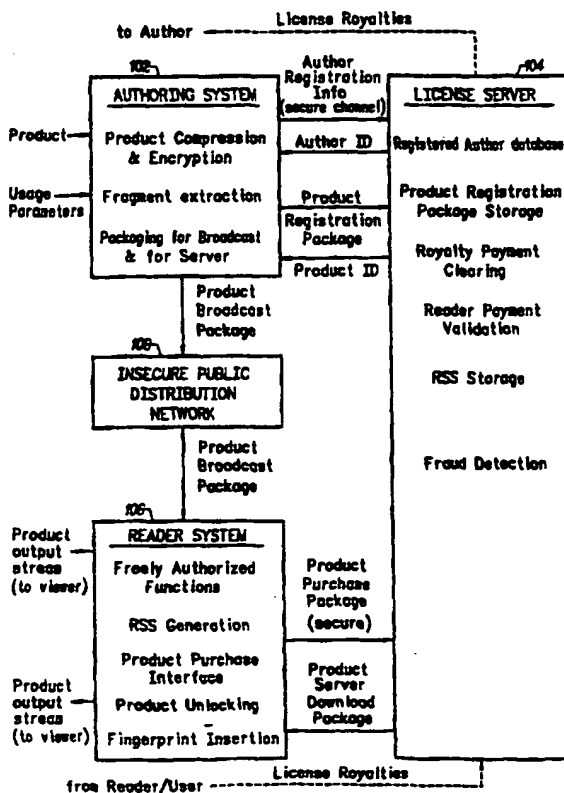 License Royalties
to Author
102
AUTHORING SYSTEM
Product Compression
& Encryption
Fragment extraction
Packaging for Broadcast
& for Server
Product
Usage
Parameters
Author
Registration
Info
(secure channel)
Author ID
Product
Registration
Package
Product ID
104
LICENSE SERVER
Registered Author database
Product Registration
Package Storage
Royalty Payment
Clearing
Reader Payment
Validation
RSS Storage
Fraud Detection
Product
Broadcast
Package
108
INSECURE PUBLIC
DISTRIBUTION
NETWORK
Product
Broadcast
Package
106
READER SYSTEM
Freely Authorized
Functions
RSS Generation
Product Purchase
Interface
Product Unlocking
Fingerprint Insertion
Product
output
stream
(to viewer)
Product
output
stream
(to viewer)
Product
Purchase
Package
(secure)
Product
Server
Download
Package
License Royalties
from Reader/User